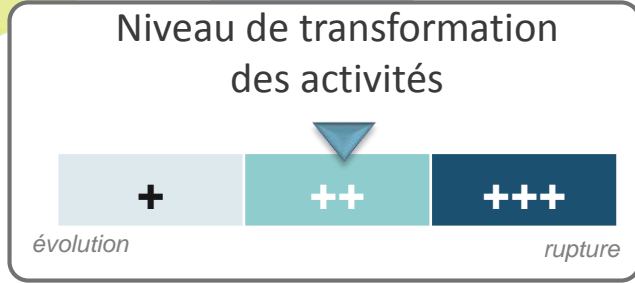 Niveau de transformation
des activités
+ ++ +++
évolution rupture